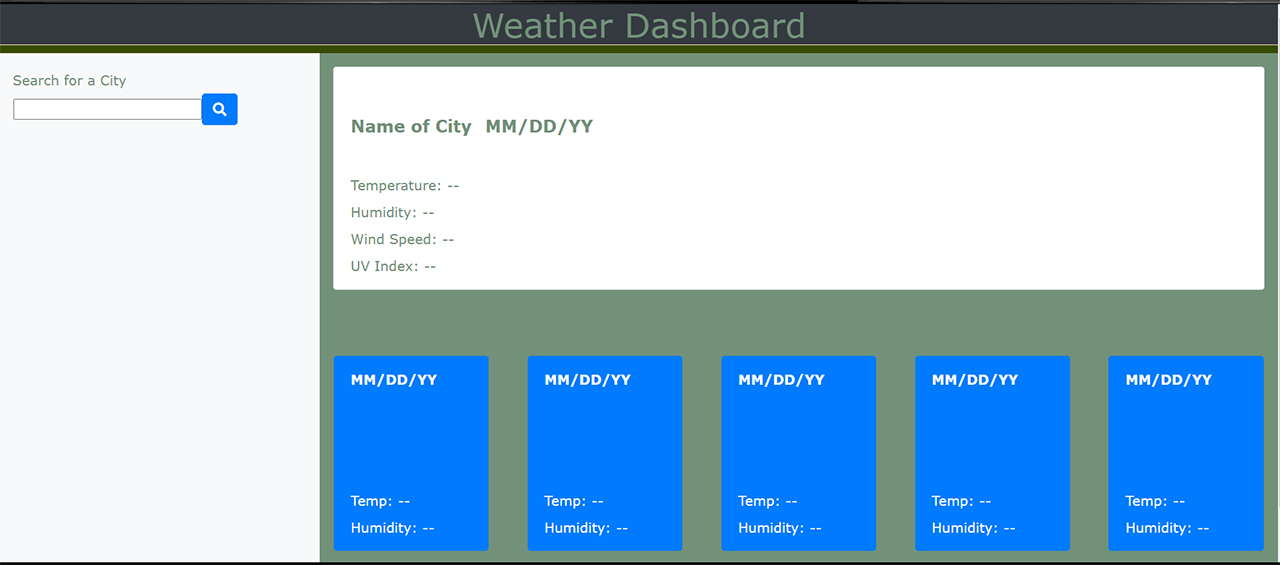 Weather Dashboard
Search for a City
Name of City MM/DD/YY
Temperature: --
Humidity: --
Wind Speed: --
UV Index: --
MM/DD/YY MM/DD/YY MM/DD/YY MM/DD/YY MM/DD/YY
Temp: -- Temp: -- Temp: -- Temp: -- Temp: --
Humidity: -- Humidity: -- Humidity: -- Humidity: -- Humidity: --